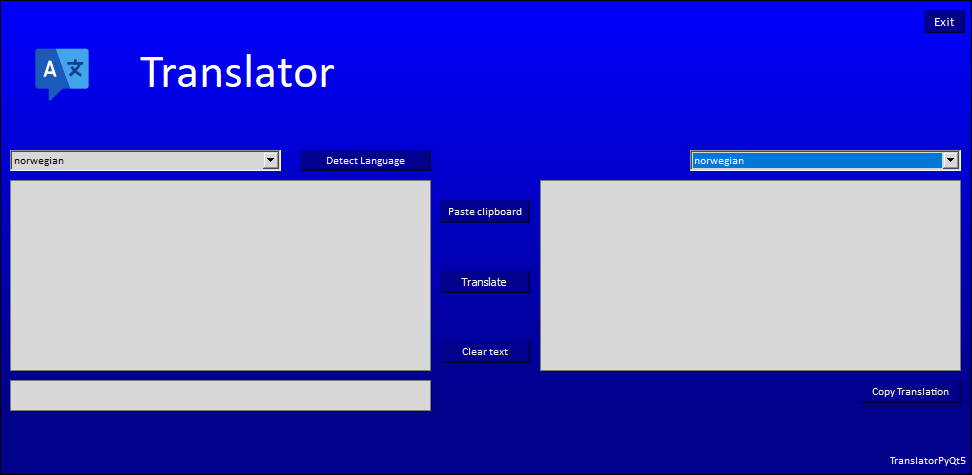 Exit
A 文
Translator
norwegian
Detect Language
norwegian
Paste clipboard
Translate
Clear text
Copy Translation
TranslatorPyQt5